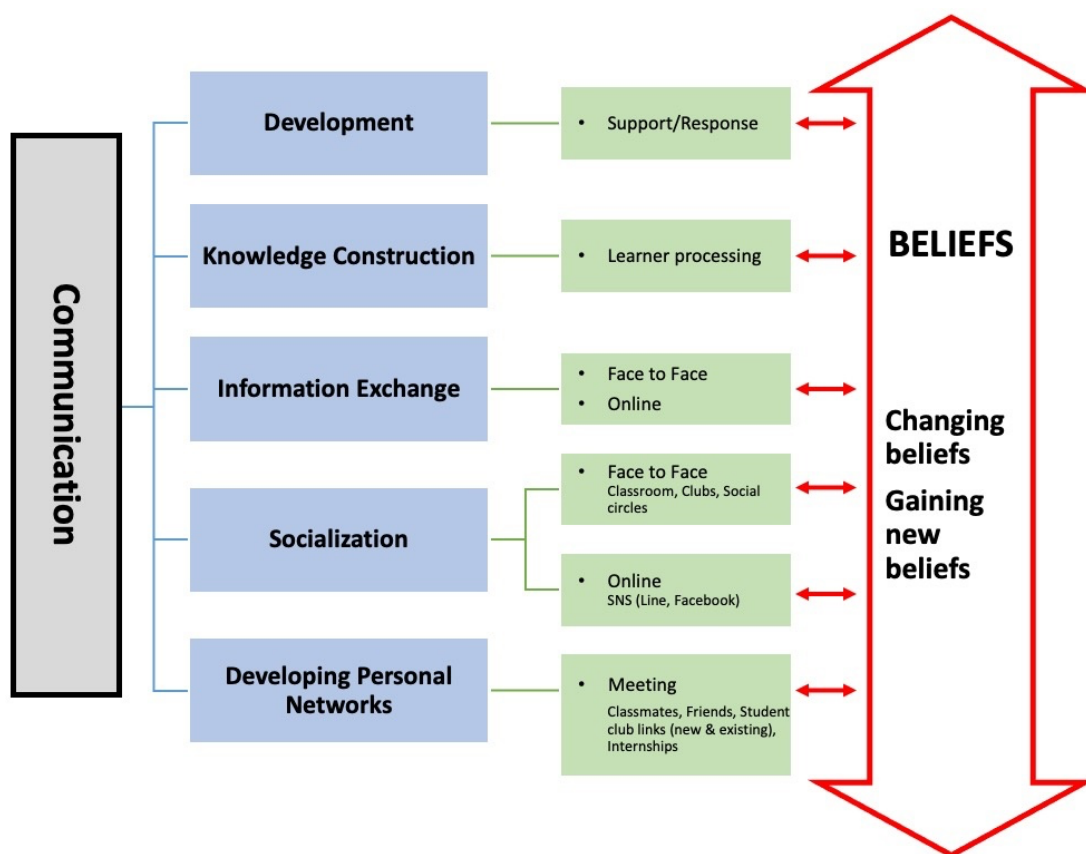 Communication
Development
• Support/Response
Knowledge Construction
• Learner processing
Information Exchange
• Face to Face
• Online
Socialization
• Face to Face
Classroom, Clubs, Social
circles
• Online
SNS (Line, Facebook)
Developing Personal
Networks
• Meeting
Classmates, Friends, Student
club links (new & existing),
Internships
BELIEFS
Changing
beliefs
Gaining
new
beliefs